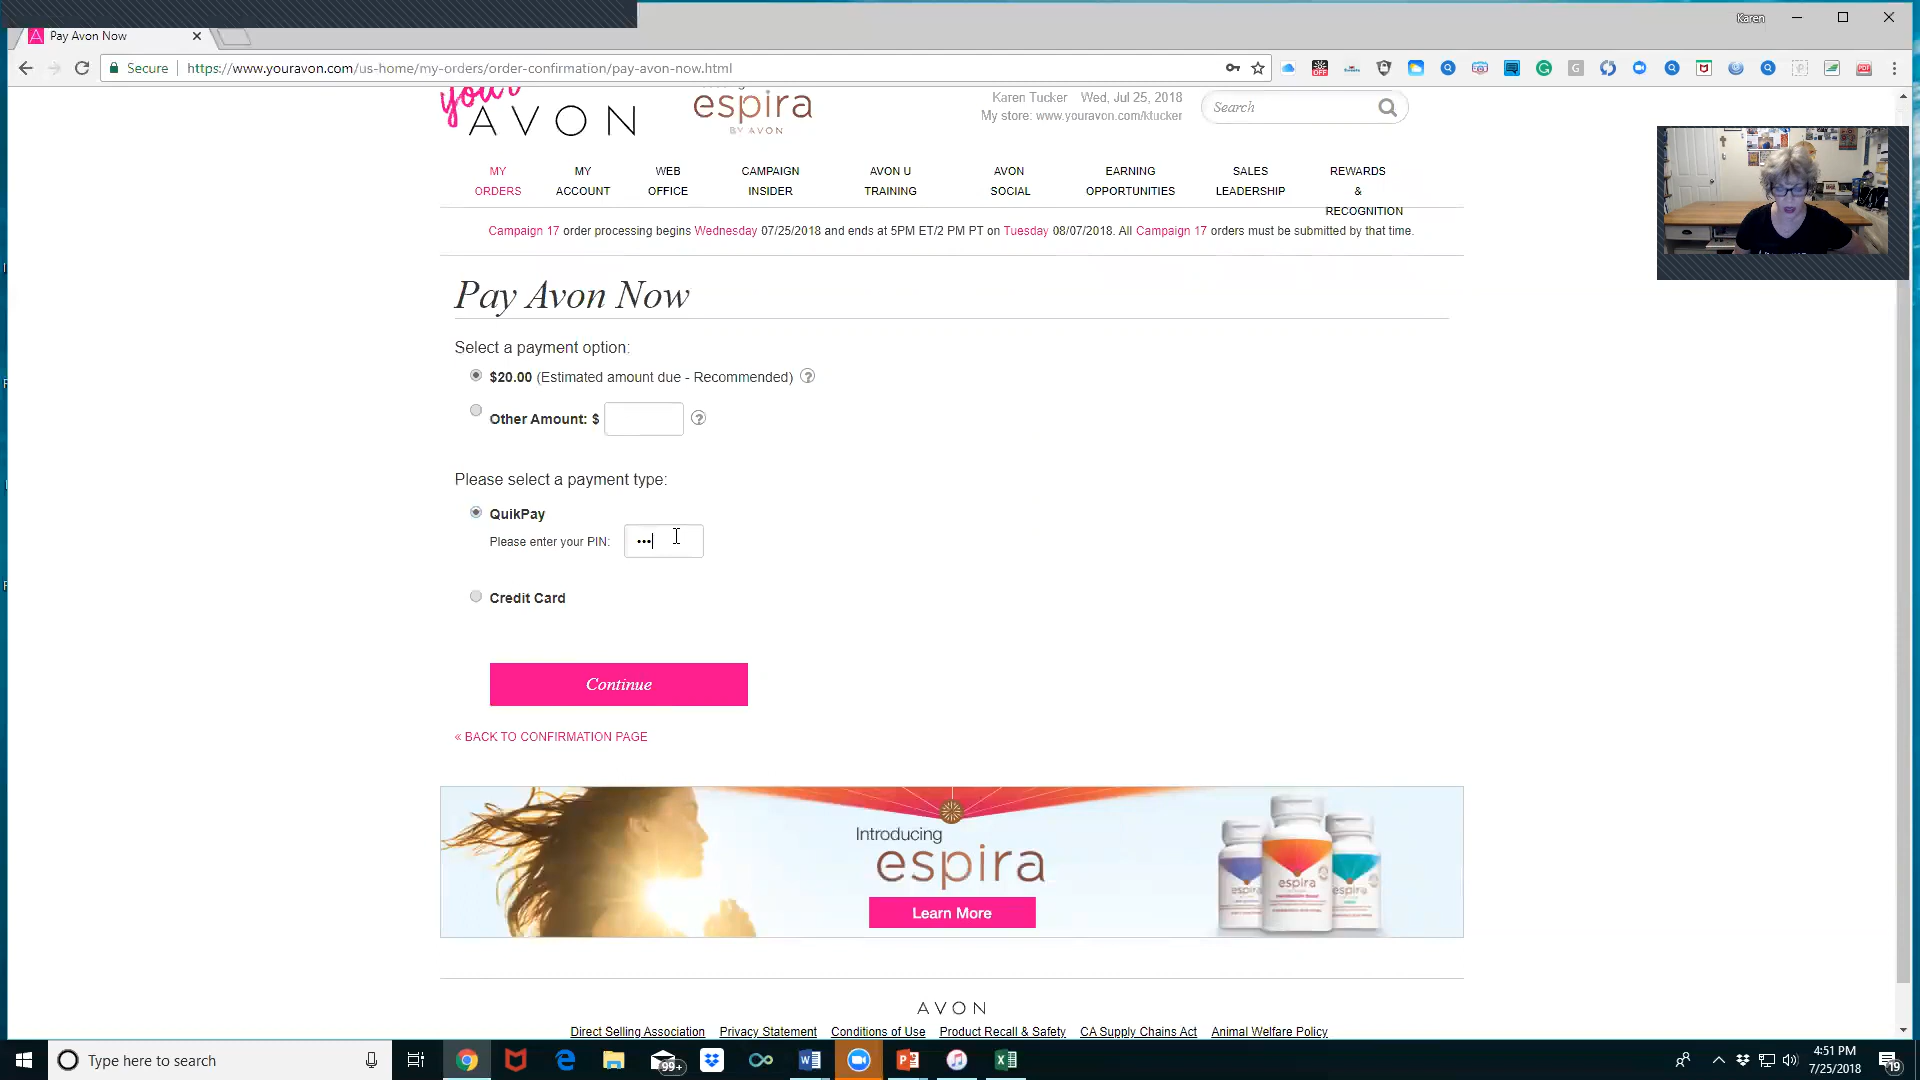 Karen
Pay Avon Now
Secure https://www.youravon.com/us-home/my-orders/order-confirmation/pay-avon-now.html
your AVON
espira
BY AVON
Karen Tucker Wed, Jul 25, 2018
My store: www.youravon.com/ktucker
Search
MY ORDERS
MY ACCOUNT
WEB OFFICE
CAMPAIGN INSIDER
AVON U TRAINING
AVON SOCIAL
EARNING OPPORTUNITIES
SALES LEADERSHIP
REWARDS & RECOGNITION
Campaign 17 order processing begins Wednesday 07/25/2018 and ends at 5PM ET/2 PM PT on Tuesday 08/07/2018. All Campaign 17 orders must be submitted by that time.
Pay Avon Now
Select a payment option:
$20.00 (Estimated amount due - Recommended) ?
Other Amount: $ ?
Please select a payment type:
QuikPay
Please enter your PIN: •••
Credit Card
Continue
« BACK TO CONFIRMATION PAGE
Introducing
espira
Learn More
espira
espira
espira
AVON
Direct Selling Association Privacy Statement Conditions of Use Product Recall & Safety CA Supply Chains Act Animal Welfare Policy
Type here to search
99+
4:51 PM
7/25/2018
19